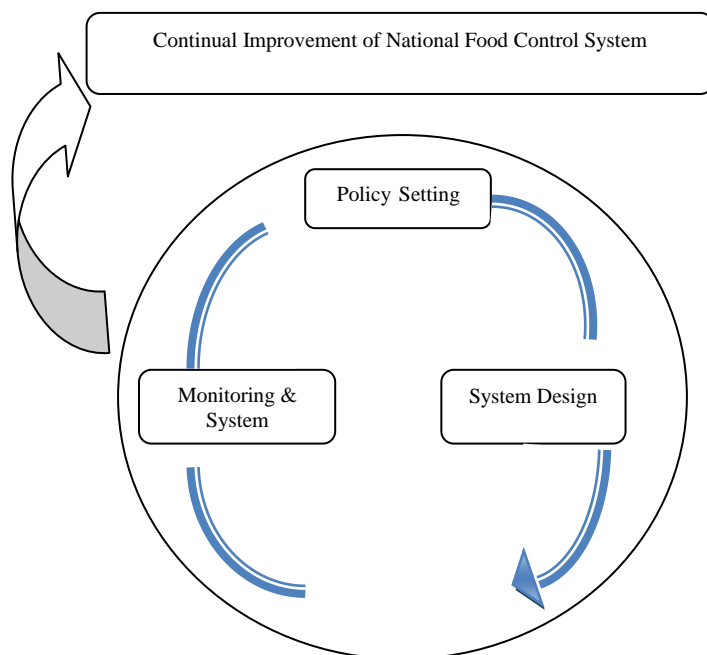 Continual Improvement of National Food Control System
Policy Setting
Monitoring &
System
System Design